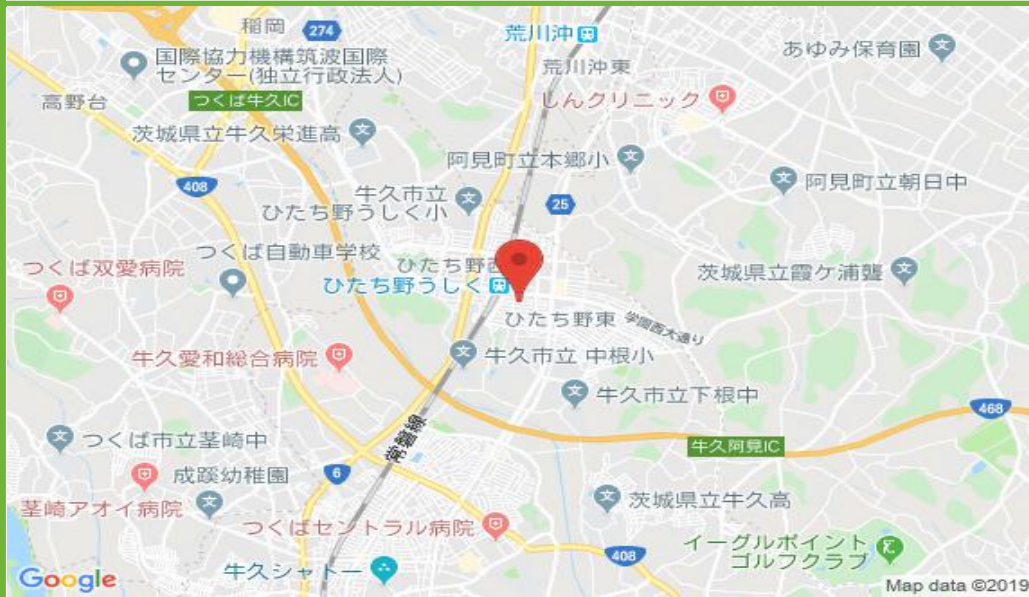 稲岡
274
荒川沖
国際協力機構筑波国際
センター(独立行政法人)
荒川沖東
あゆみ保育園
高野台
つくば牛久IC
しんクリニック
茨城県立牛久栄進高
阿見町立本郷小
408
牛久市立
ひたち野うしく小
25
阿見町立朝日中
つくば自動車学校
つくば双愛病院
ひたち野西
茨城県立霞ケ浦聾
ひたち野うしく
ひたち野東
学園西大通り
牛久愛和総合病院
牛久市立 中根小
牛久市立下根中
468
常磐線
つくば市立茎崎中
牛久阿見IC
成蹊幼稚園
6
茎崎アオイ病院
茨城県立牛久高
つくばセントラル病院
408
イーグルポイント
ゴルフクラブ
牛久シャトー
Google
Map data ©2019